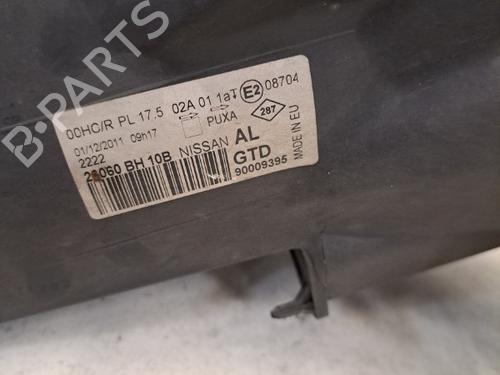 00HC/R PL 17.5 02A 01 1aT E2 08704
01/12/2011 09h17 PUXA 287
2222
26060 BH 10B NISSAN AL
GTD
90009395
MADE IN EU